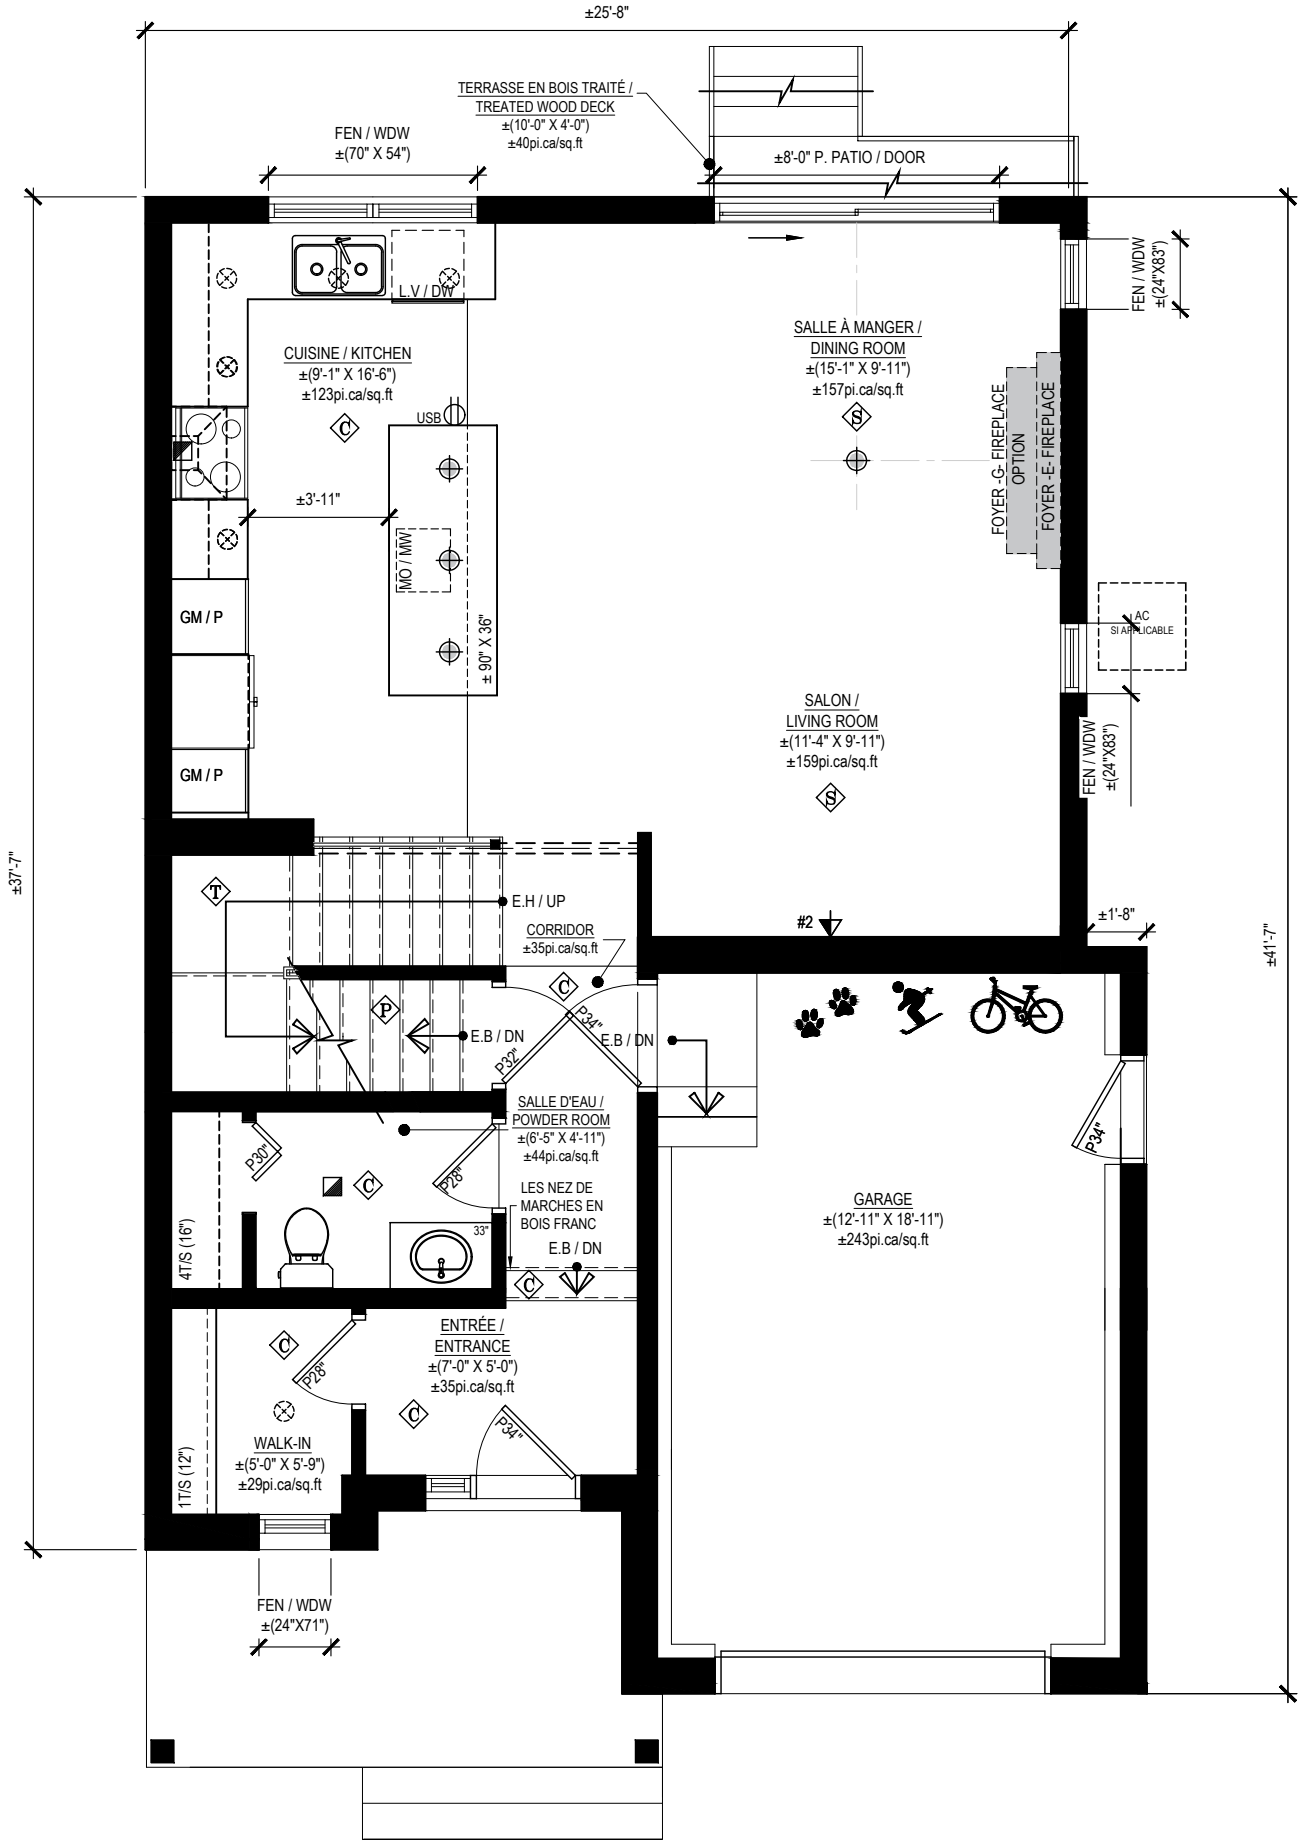 ±25'-8"
TERRASSE EN BOIS TRAITÉ /
TREATED WOOD DECK
±(10'-0" X 4'-0")
±40pi.ca/sq.ft
FEN / WDW
±(70" X 54")
±8'-0" P. PATIO / DOOR
FEN / WDW
±(24"X83")
L.V / DW
CUISINE / KITCHEN
±(9'-1" X 16'-6")
±123pi.ca/sq.ft
C
USB
SALLE À MANGER /
DINING ROOM
±(15'-1" X 9'-11")
±157pi.ca/sq.ft
S
FOYER -G- FIREPLACE
OPTION
FOYER -E- FIREPLACE
±3'-11"
MO / MW
± 90" X 36"
GM / P
GM / P
AC
SI APPLICABLE
SALON /
LIVING ROOM
±(11'-4" X 9'-11")
±159pi.ca/sq.ft
S
FEN / WDW
±(24"X83")
±37'-7"
±41'-7"
T
E.H / UP
CORRIDOR
±35pi.ca/sq.ft
#2
±1'-8"
C
P
E.B / DN
P32"
P34"
E.B / DN
P34"
SALLE D'EAU /
POWDER ROOM
±(6'-5" X 4'-11")
±44pi.ca/sq.ft
P30"
C
P28"
LES NEZ DE
MARCHES EN
BOIS FRANC
33"
4T/S (16")
E.B / DN
C
GARAGE
±(12'-11" X 18'-11")
±243pi.ca/sq.ft
ENTRÉE /
ENTRANCE
±(7'-0" X 5'-0")
±35pi.ca/sq.ft
C
P28"
C
P34"
WALK-IN
±(5'-0" X 5'-9")
±29pi.ca/sq.ft
1T/S (12")
FEN / WDW
±(24"X71")